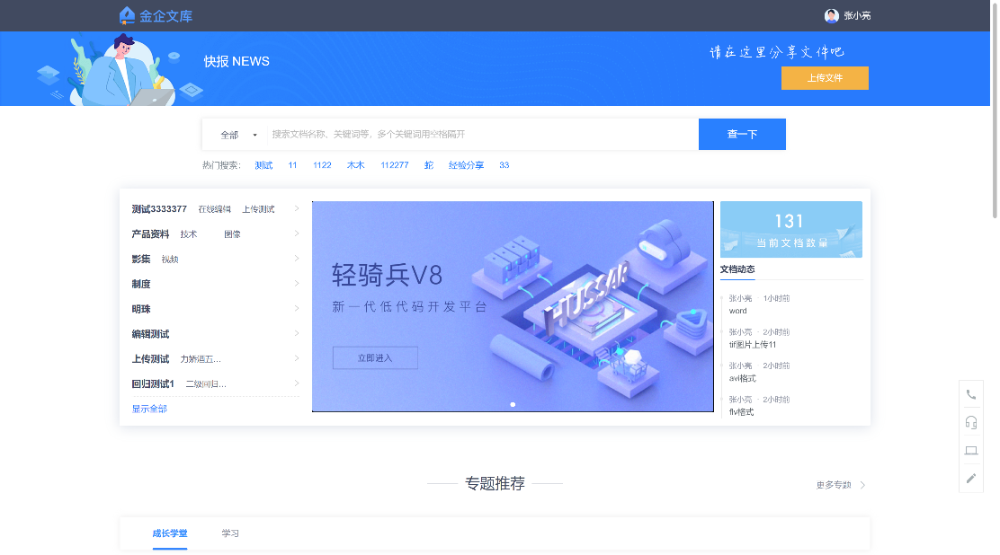 金企文库
张小亮
快报 NEWS
请在这里分享文件吧
上传文件
全部
搜索文档名称、关键词等，多个关键词用空格隔开
查一下
热门搜索： 测试 11 1122 木木 112277 蛇 经验分享 33
测试3333377 在线编辑 上传测试
产品资料 技术 图像
影集 视频
制度
明珠
编辑测试
上传测试 力娇酒五...
回归测试1 二级回归...
显示全部
轻骑兵V8
新一代低代码开发平台
立即进入
HUSSAR
131
当前文档数量
文档动态
张小亮 · 1小时前
word
张小亮 · 2小时前
tif图片上传11
张小亮 · 2小时前
avi格式
张小亮 · 2小时前
flv格式
专题推荐
更多专题
成长学堂 学习